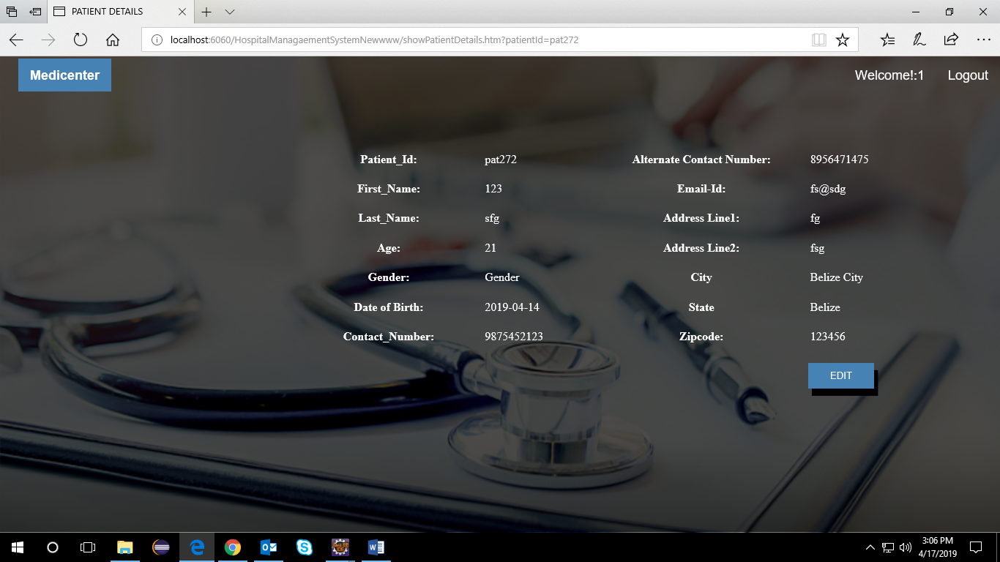 PATIENT DETAILS
localhost:6060/HospitalManagaementSystemNewwww/showPatientDetails.htm?patientId=pat272
Medicenter Welcome!:1 Logout
Patient_Id: pat272 Alternate Contact Number: 8956471475
First_Name: 123 Email-Id: fs@sdg
Last_Name: sfg Address Line1: fg
Age: 21 Address Line2: fsg
Gender: Gender City Belize City
Date of Birth: 2019-04-14 State Belize
Contact_Number: 9875452123 Zipcode: 123456
EDIT
3:06 PM
4/17/2019